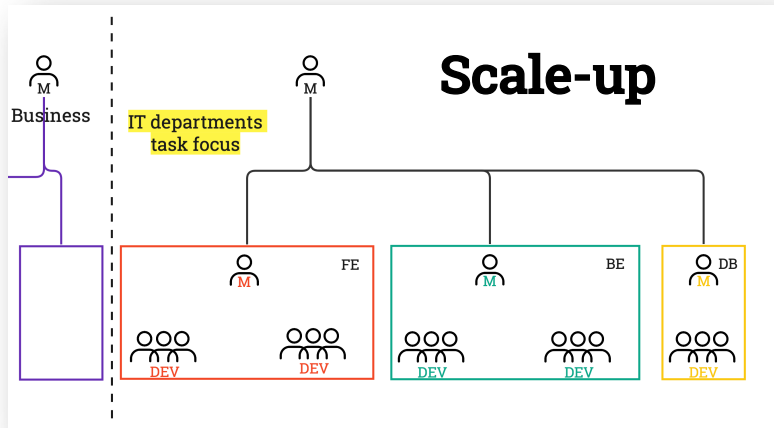 Scale-up
M
Business
M
IT departments
task focus
M
FE
DEV
DEV
M
BE
DEV
DEV
M
DB
DEV